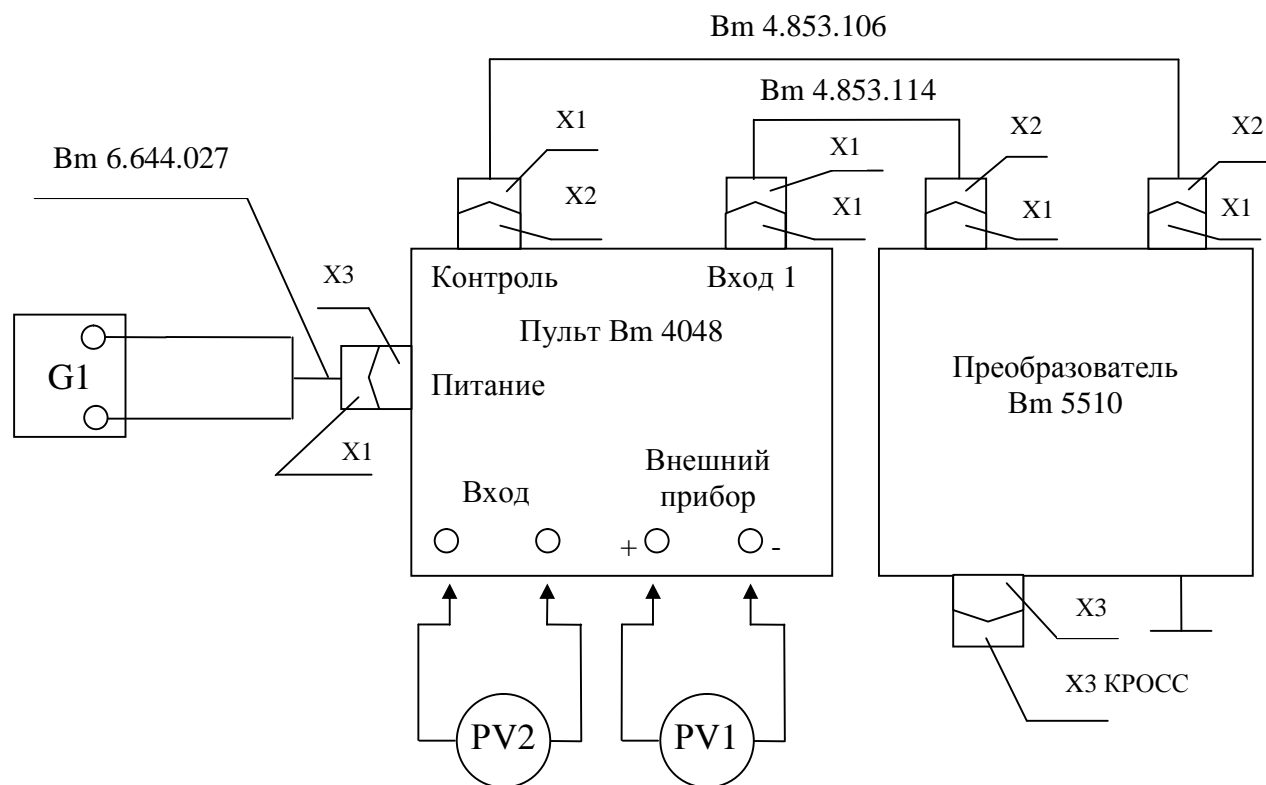 Bm 4.853.106
Bm 4.853.114
X1
X2
X2
X1
Bm 6.644.027
X2
X1
X1
X1
X3
Контроль
Вход 1
Пульт Bm 4048
G1
Питание
Преобразователь
Bm 5510
X1
Внешний
прибор
Вход
+
-
X3
X3 КРОСС
PV2
PV1